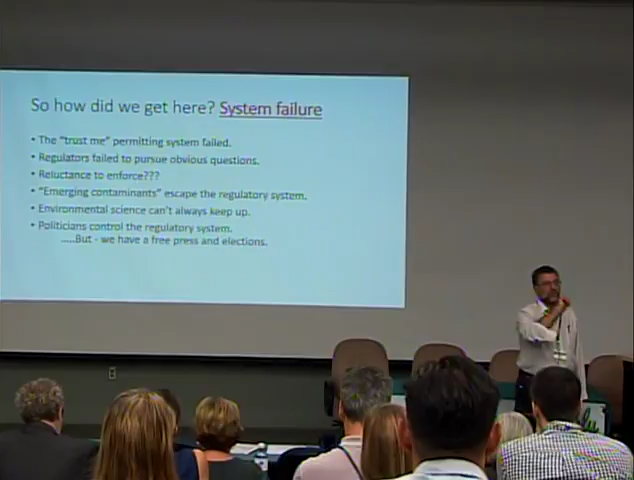 So how did we get here? System failure
• The "trust me" permitting system failed.
• Regulators failed to pursue obvious questions.
• Reluctance to enforce???
• "Emerging contaminants" escape the regulatory system.
• Environmental science can't always keep up.
• Politicians control the regulatory system.
.....But - we have a free press and elections.